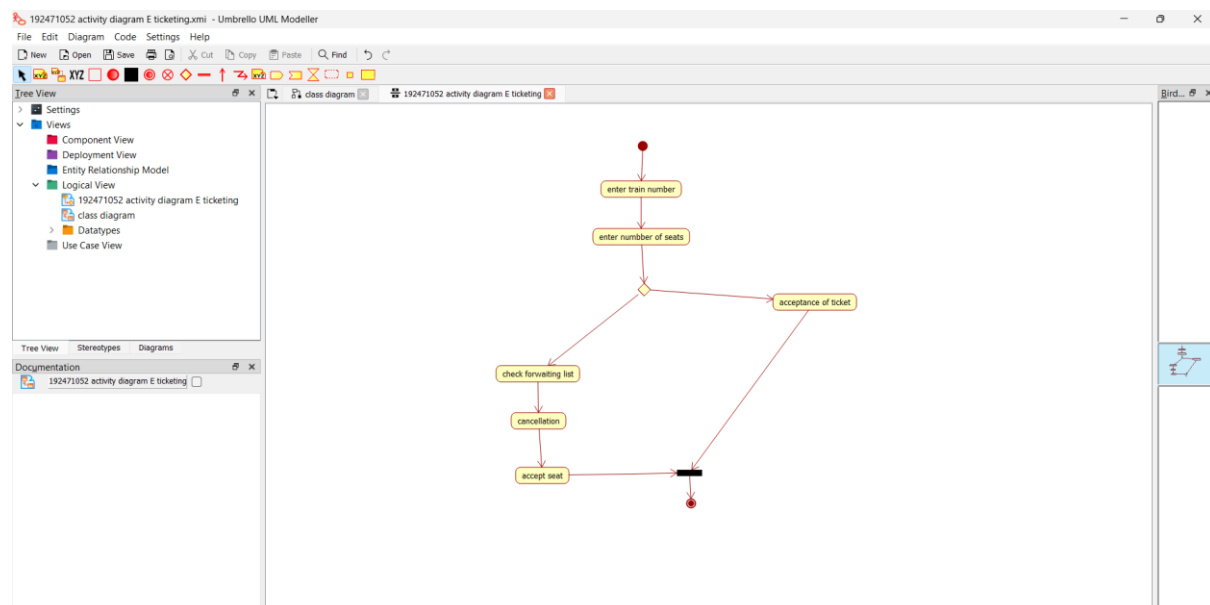 192471052 activity diagram E ticketing.xmi - Umbrello UML Modeller
File Edit Diagram Code Settings Help
New Open Save Cut Copy Paste Find
XYZ XYZ
Tree View
class diagram
192471052 activity diagram E ticketing
Bird...
Settings
Views
Component View
Deployment View
Entity Relationship Model
Logical View
192471052 activity diagram E ticketing
class diagram
Datatypes
Use Case View
Tree View Stereotypes Diagrams
Documentation
192471052 activity diagram E ticketing
enter train number
enter numbber of seats
acceptance of ticket
check forwaiting list
cancellation
accept seat